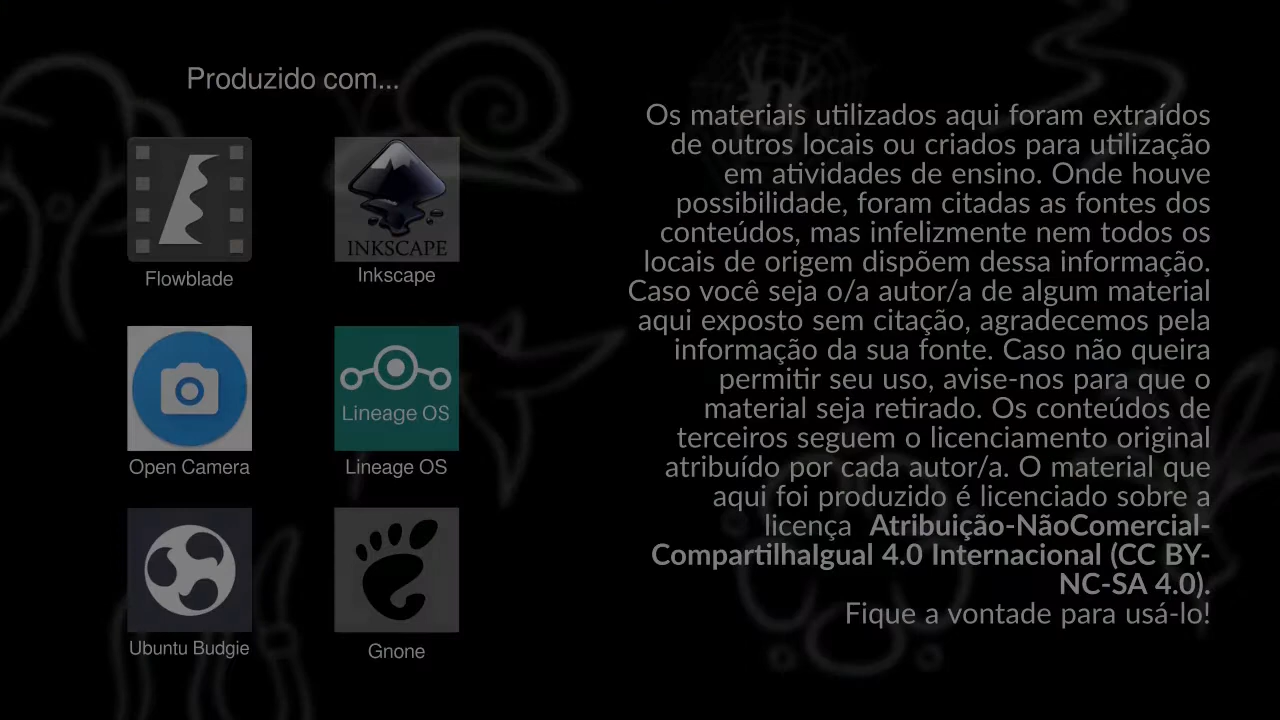 Produzido com...
INKSCAPE
Flowblade
Inkscape
Lineage OS
Open Camera
Lineage OS
Ubuntu Budgie
Gnone
Os materiais utilizados aqui foram extraídos
de outros locais ou criados para utilização
em atividades de ensino. Onde houve
possibilidade, foram citadas as fontes dos
conteúdos, mas infelizmente nem todos os
locais de origem dispõem dessa informação.
Caso você seja o/a autor/a de algum material
aqui exposto sem citação, agradecemos pela
informação da sua fonte. Caso não queira
permitir seu uso, avise-nos para que o
material seja retirado. Os conteúdos de
terceiros seguem o licenciamento original
atribuído por cada autor/a. O material que
aqui foi produzido é licenciado sobre a
licença Atribuição-NãoComercial-
CompartilhaIgual 4.0 Internacional (CC BY-
NC-SA 4.0).
Fique a vontade para usá-lo!